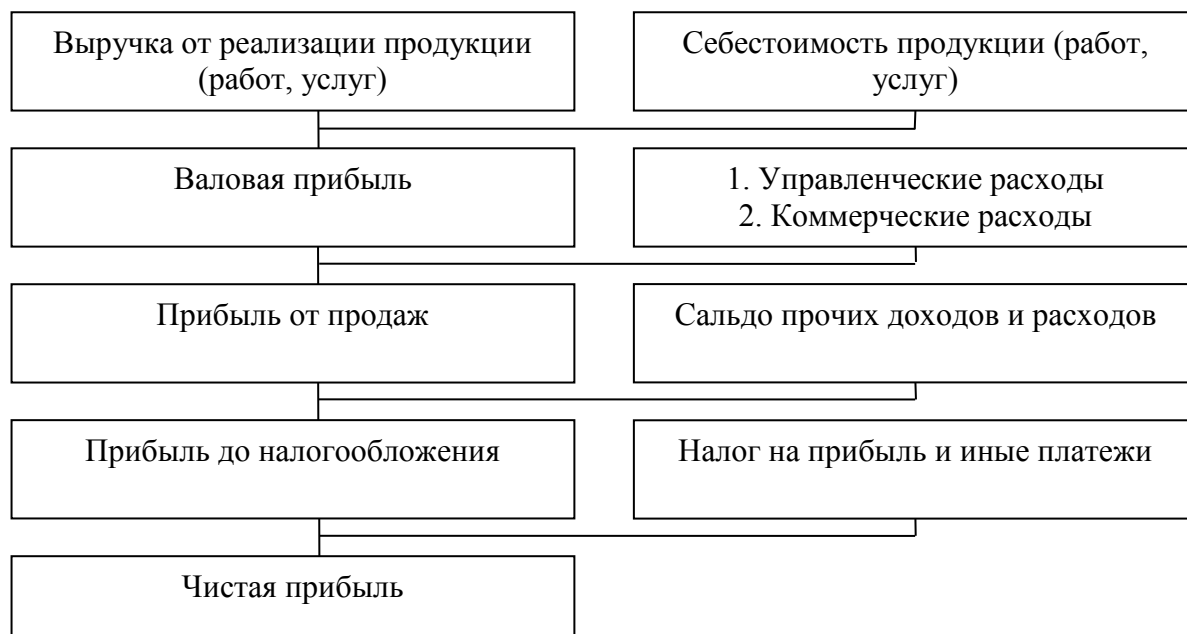 Выручка от реализации продукции
(работ, услуг)
Себестоимость продукции (работ,
услуг)
Валовая прибыль
1. Управленческие расходы
2. Коммерческие расходы
Прибыль от продаж
Сальдо прочих доходов и расходов
Прибыль до налогообложения
Налог на прибыль и иные платежи
Чистая прибыль